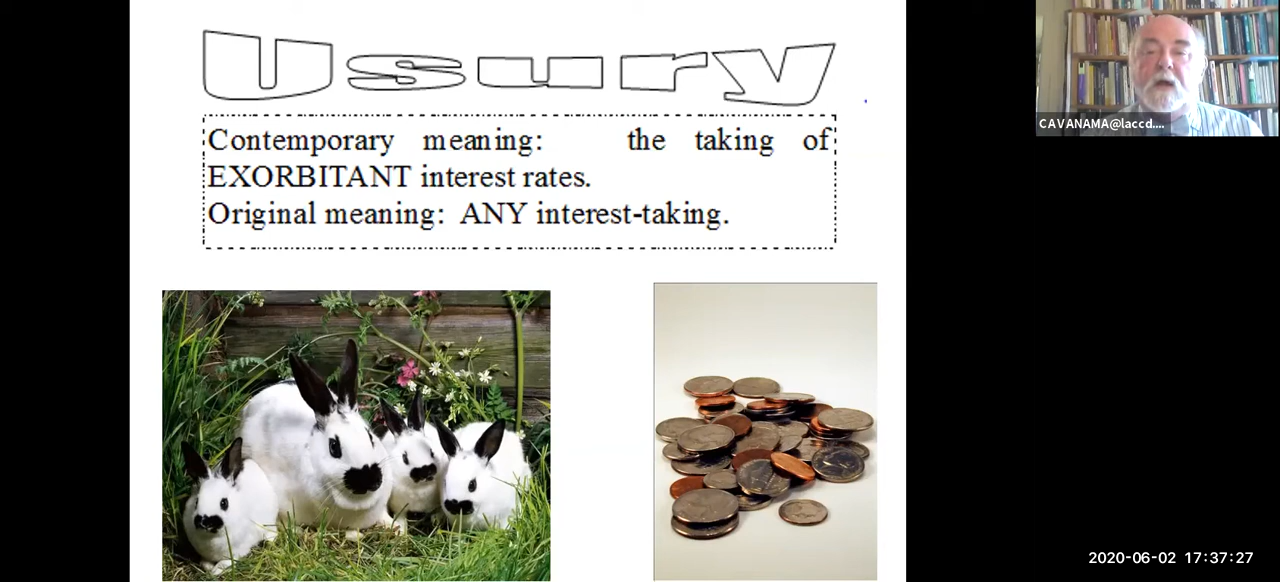 Usury
Contemporary meaning: the taking of
EXORBITANT interest rates.
Original meaning: ANY interest-taking.
CAVANAMA@laccd....
2020-06-02 17:37:27